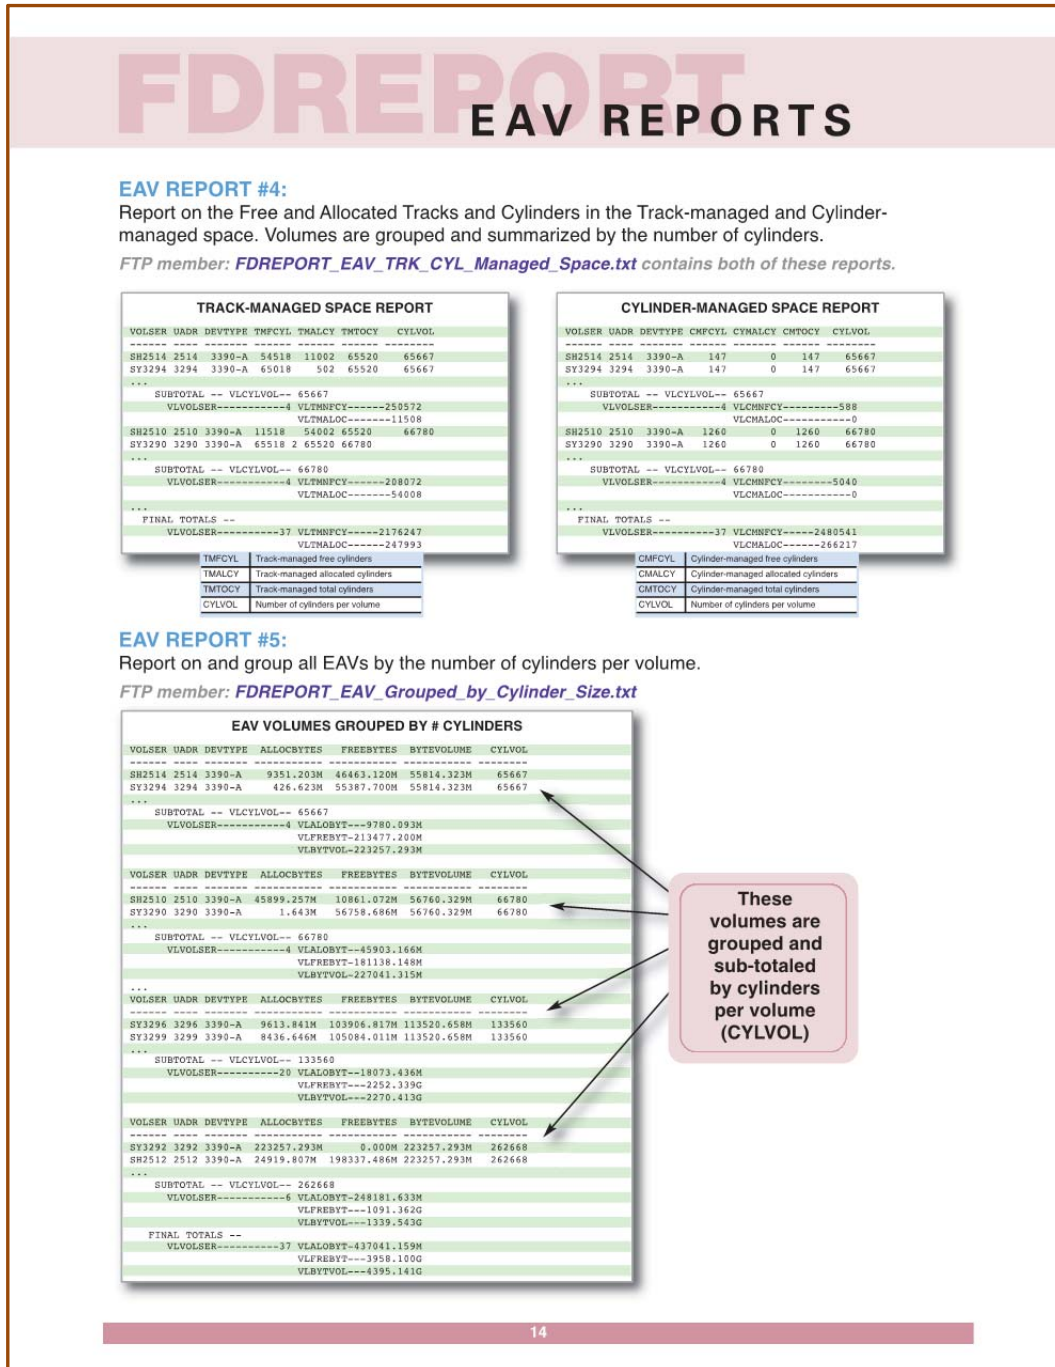 FDREPORT
EAV REPORTS
EAV REPORT #4:
Report on the Free and Allocated Tracks and Cylinders in the Track-managed and Cylinder-
managed space. Volumes are grouped and summarized by the number of cylinders.
FTP member: FDREPORT_EAV_TRK_CYL_Managed_Space.txt contains both of these reports.
TRACK-MANAGED SPACE REPORT
VOLSER UADR DEVTYPE TMFCYL TMALCY TMTOCY CYLVOL
------ ---- ------- ------ ------ ------ --------
SH2514 2514 3390-A 54518 11002 65520 65667
SY3294 3294 3390-A 65018 502 65520 65667
...
SUBTOTAL -- VLCYLVOL-- 65667
VLVOLSER-----------4 VLTMNFCY------250572
VLTMALOC-------11508
SH2510 2510 3390-A 11518 54002 65520 66780
SY3290 3290 3390-A 65518 2 65520 66780
...
SUBTOTAL -- VLCYLVOL-- 66780
VLVOLSER-----------4 VLTMNFCY------208072
VLTMALOC-------54008
...
FINAL TOTALS --
VLVOLSER----------37 VLTMNFCY-----2176247
VLTMALOC------247993
TMFCYL Track-managed free cylinders
TMALCY Track-managed allocated cylinders
TMTOCY Track-managed total cylinders
CYLVOL Number of cylinders per volume
CYLINDER-MANAGED SPACE REPORT
VOLSER UADR DEVTYPE CMFCYL CYMALCY CMTOCY CYLVOL
------ ---- ------- ------ ------- ------ --------
SH2514 2514 3390-A 147 0 147 65667
SY3294 3294 3390-A 147 0 147 65667
...
SUBTOTAL -- VLCYLVOL-- 65667
VLVOLSER-----------4 VLCMNFCY---------588
VLCMALOC-----------0
SH2510 2510 3390-A 1260 0 1260 66780
SY3290 3290 3390-A 1260 0 1260 66780
...
SUBTOTAL -- VLCYLVOL-- 66780
VLVOLSER-----------4 VLCMNFCY--------5040
VLCMALOC-----------0
...
FINAL TOTALS --
VLVOLSER----------37 VLCMNFCY-----2480541
VLCMALOC------266217
CMFCYL Cylinder-managed free cylinders
CMALCY Cylinder-managed allocated cylinders
CMTOCY Cylinder-managed total cylinders
CYLVOL Number of cylinders per volume
EAV REPORT #5:
Report on and group all EAVs by the number of cylinders per volume.
FTP member: FDREPORT_EAV_Grouped_by_Cylinder_Size.txt
EAV VOLUMES GROUPED BY # CYLINDERS
VOLSER UADR DEVTYPE ALLOCBYTES FREEBYTES BYTEVOLUME CYLVOL
------ ---- ------- ----------- ----------- ----------- --------
SH2514 2514 3390-A 9351.203M 46463.120M 55814.323M 65667
SY3294 3294 3390-A 426.623M 55387.700M 55814.323M 65667
...
SUBTOTAL -- VLCYLVOL-- 65667
VLVOLSER-----------4 VLALOBYT---9780.093M
VLFREBYT-213477.200M
VLBYTVOL-223257.293M
VOLSER UADR DEVTYPE ALLOCBYTES FREEBYTES BYTEVOLUME CYLVOL
------ ---- ------- ----------- ----------- ----------- --------
SH2510 2510 3390-A 45899.257M 10861.072M 56760.329M 66780
SY3290 3290 3390-A 1.643M 56758.686M 56760.329M 66780
...
SUBTOTAL -- VLCYLVOL-- 66780
VLVOLSER-----------4 VLALOBYT--45903.166M
VLFREBYT-181138.148M
VLBYTVOL-227041.315M
...
VOLSER UADR DEVTYPE ALLOCBYTES FREEBYTES BYTEVOLUME CYLVOL
------ ---- ------- ----------- ----------- ----------- --------
SY3296 3296 3390-A 9613.841M 103906.817M 113520.658M 133560
SY3299 3299 3390-A 8436.646M 105084.011M 113520.658M 133560
...
SUBTOTAL -- VLCYLVOL-- 133560
VLVOLSER----------20 VLALOBYT--18073.436M
VLFREBYT---2252.339G
VLBYTVOL---2270.413G
VOLSER UADR DEVTYPE ALLOCBYTES FREEBYTES BYTEVOLUME CYLVOL
------ ---- ------- ----------- ----------- ----------- --------
SY3292 3292 3390-A 223257.293M 0.000M 223257.293M 262668
SH2512 2512 3390-A 24919.807M 198337.486M 223257.293M 262668
...
SUBTOTAL -- VLCYLVOL-- 262668
VLVOLSER-----------6 VLALOBYT-248181.633M
VLFREBYT---1091.362G
VLBYTVOL---1339.543G
FINAL TOTALS --
VLVOLSER----------37 VLALOBYT-437041.159M
VLFREBYT---3958.100G
VLBYTVOL---4395.141G
These
volumes are
grouped and
sub-totaled
by cylinders
per volume
(CYLVOL)
14